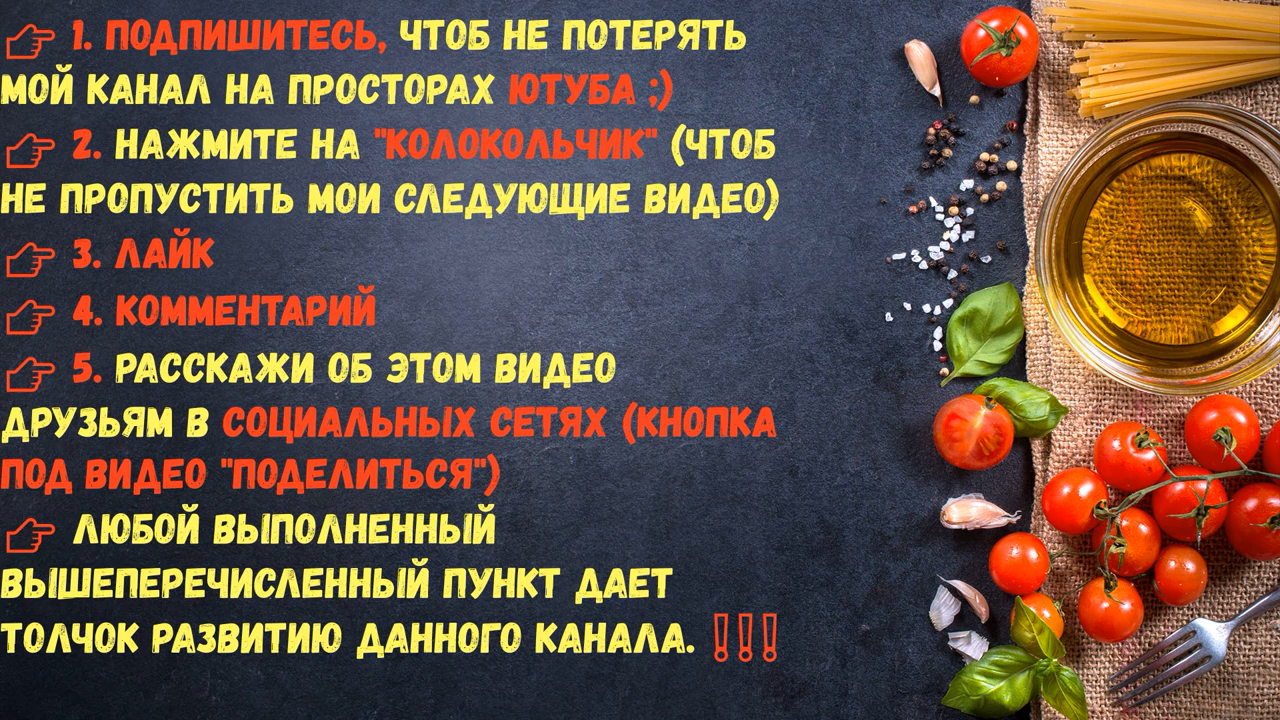 👉 1. ПОДПИШИТЕСЬ, ЧТОБ НЕ ПОТЕРЯТЬ
МОЙ КАНАЛ НА ПРОСТОРАХ ЮТУБА ;)
👉 2. НАЖМИТЕ НА "КОЛОКОЛЬЧИК" (ЧТОБ
НЕ ПРОПУСТИТЬ МОИ СЛЕДУЮЩИЕ ВИДЕО)
👉 3. ЛАЙК
👉 4. КОММЕНТАРИЙ
👉 5. РАССКАЖИ ОБ ЭТОМ ВИДЕО
ДРУЗЬЯМ В СОЦИАЛЬНЫХ СЕТЯХ (КНОПКА
ПОД ВИДЕО "ПОДЕЛИТЬСЯ")
👉 ЛЮБОЙ ВЫПОЛНЕННЫЙ
ВЫШЕПЕРЕЧИСЛЕННЫЙ ПУНКТ ДАЕТ
ТОЛЧОК РАЗВИТИЮ ДАННОГО КАНАЛА. ❗❗❗